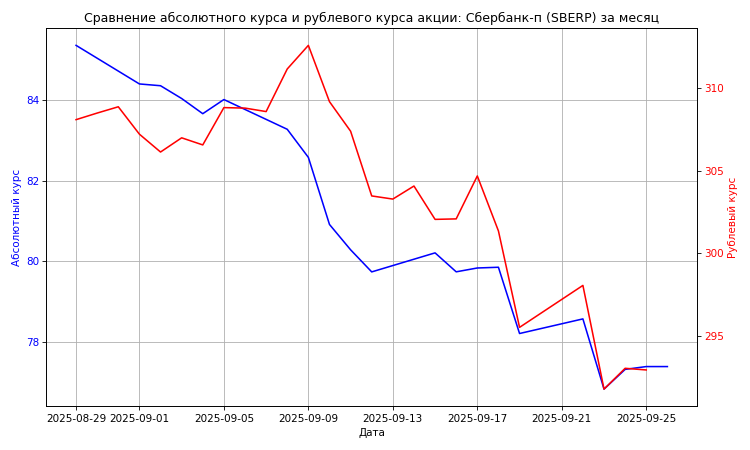 Сравнение абсолютного курса и рублевого курса акции: Сбербанк-п (SBERP) за месяц
Абсолютный курс
84
82
80
78
310
305
300
295
Рублевый курс
2025-08-29 2025-09-01 2025-09-05 2025-09-09 2025-09-13 2025-09-17 2025-09-21 2025-09-25
Дата